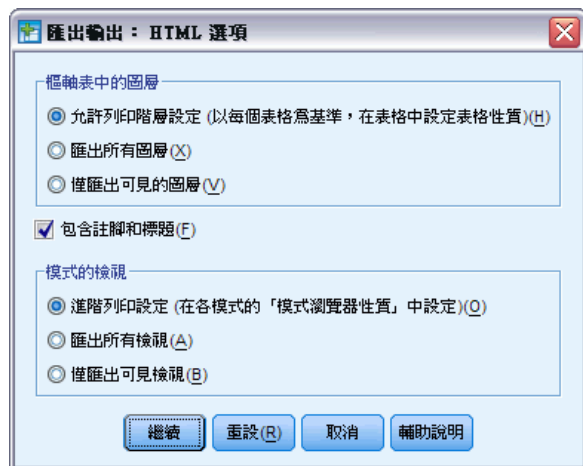 匯出輸出： HTML 選項
樞軸表中的圖層
允許列印階層設定 (以每個表格為基準，在表格中設定表格性質)(H)
匯出所有圖層(X)
僅匯出可見的圖層(V)
包含註腳和標題(F)
模式的檢視
進階列印設定 (在各模式的「模式瀏覽器性質」中設定)(O)
匯出所有檢視(A)
僅匯出可見檢視(B)
繼續 重設(R) 取消 輔助說明